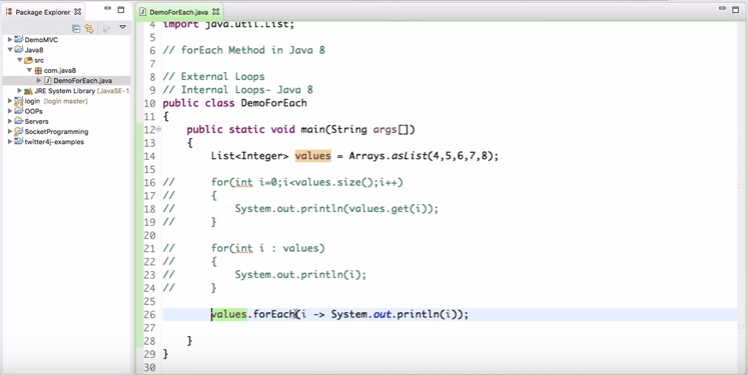 Package Explorer
DemoMVC
Java8
src
com.java8
DemoForEach.java
JRE System Library [JavaSE-1.
login [login master]
OOPs
Servers
SocketProgramming
twitter4j-examples
DemoForEach.java
4 import java.util.List;
5
6 // forEach Method in Java 8
7
8 // External Loops
9 // Internal Loops- Java 8
10 public class DemoForEach
11 {
12 public static void main(String args[])
13 {
14 List<Integer> values = Arrays.asList(4,5,6,7,8);
15
16 // for(int i=0;i<values.size();i++)
17 // {
18 // System.out.println(values.get(i));
19 // }
20
21 // for(int i : values)
22 // {
23 // System.out.println(i);
24 // }
25
26 values.forEach(i -> System.out.println(i));
27
28 }
29 }
30